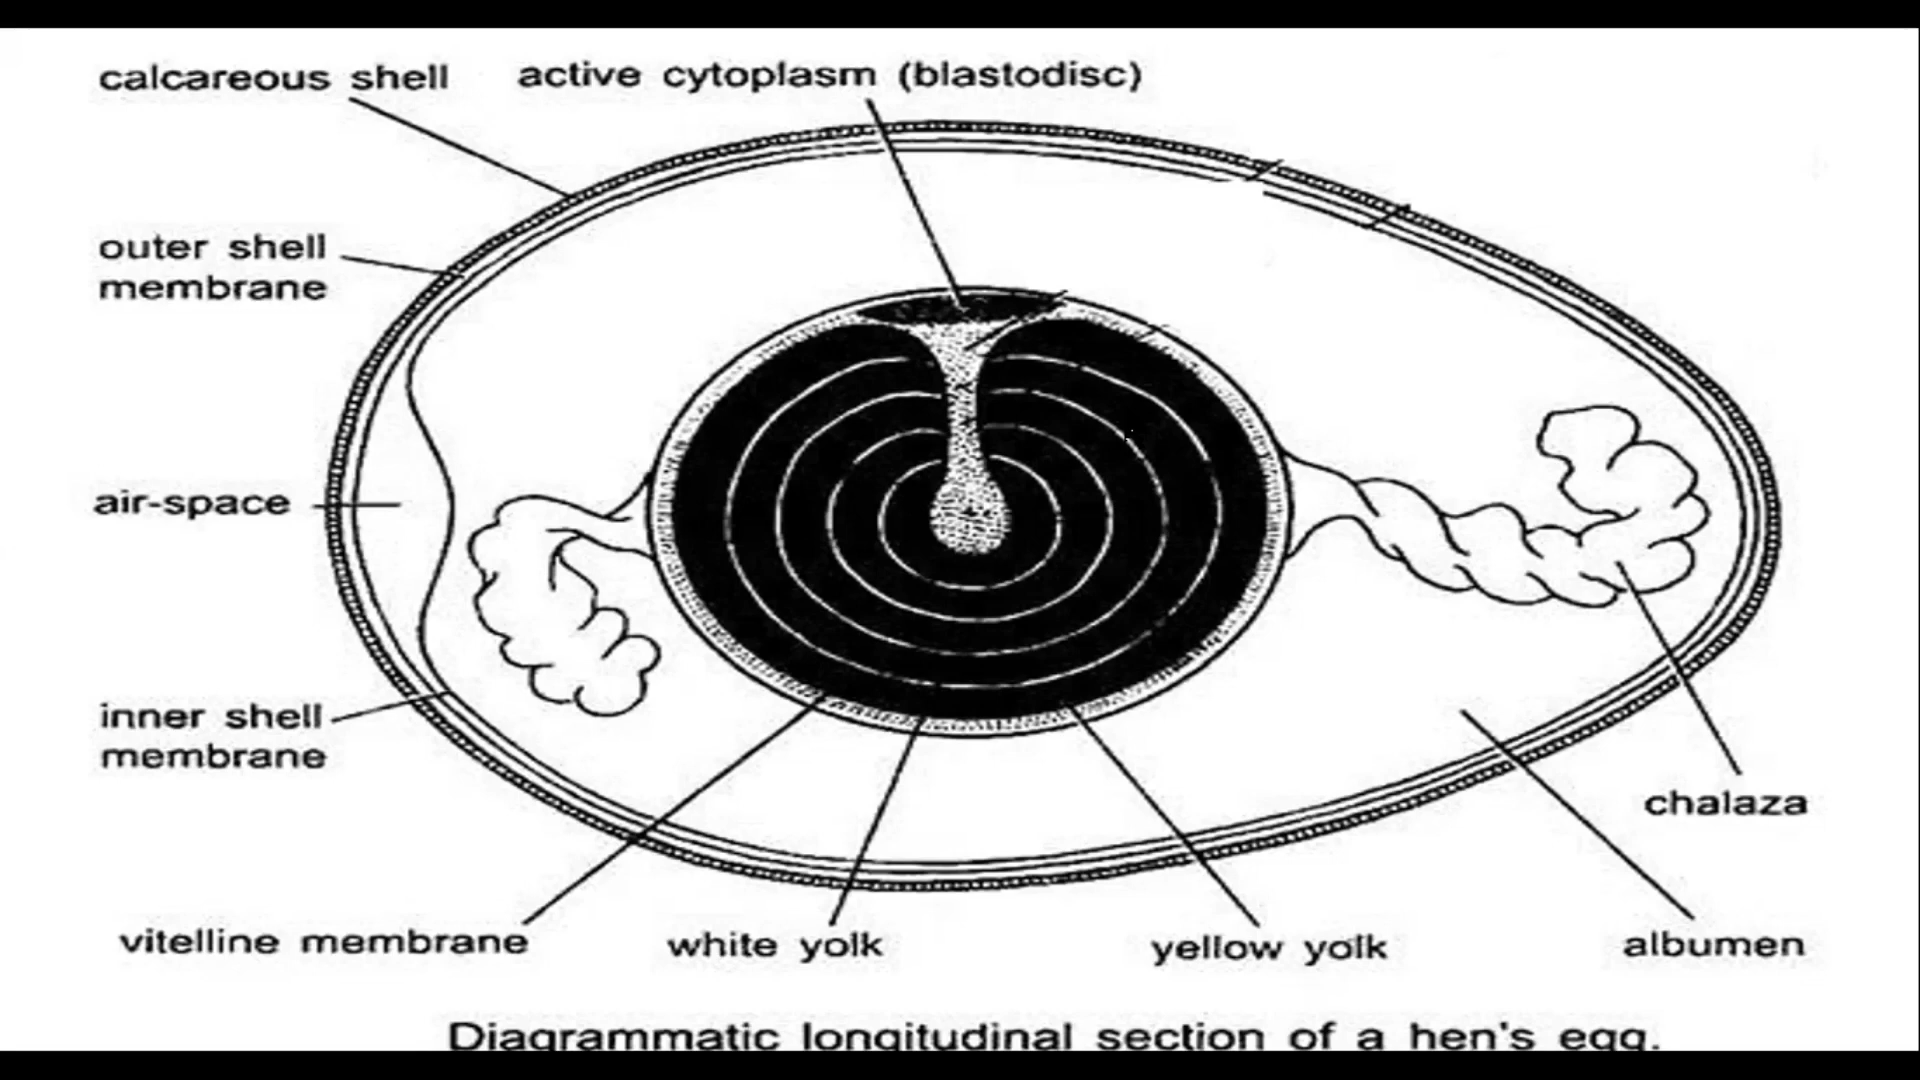 calcareous shell
active cytoplasm (blastodisc)
outer shell
membrane
air-space
inner shell
membrane
chalaza
vitelline membrane
white yolk
yellow yolk
albumen
Diagrammatic longitudinal section of a hen's egg.